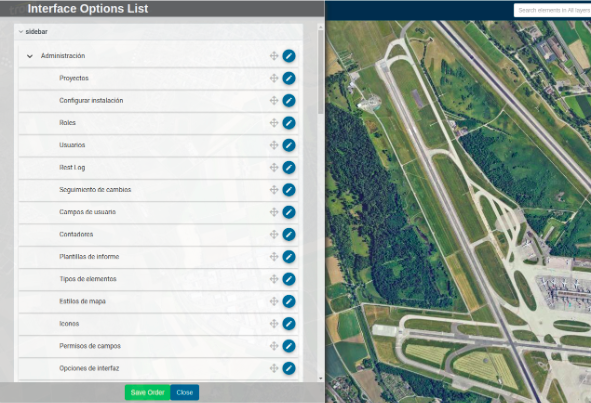 Interface Options List
Search elements in All layers
sidebar
Administración
Proyectos
Configurar instalación
Roles
Usuarios
Rest Log
Seguimiento de cambios
Campos de usuario
Contadores
Plantillas de informe
Tipos de elementos
Estilos de mapa
Iconos
Permisos de campos
Opciones de interfaz
Save Order
Close